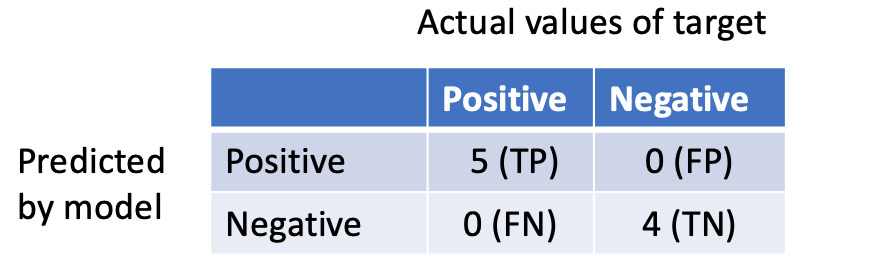 Actual values of target
Positive Negative
Predicted by model
Positive 5 (TP) 0 (FP)
Negative 0 (FN) 4 (TN)